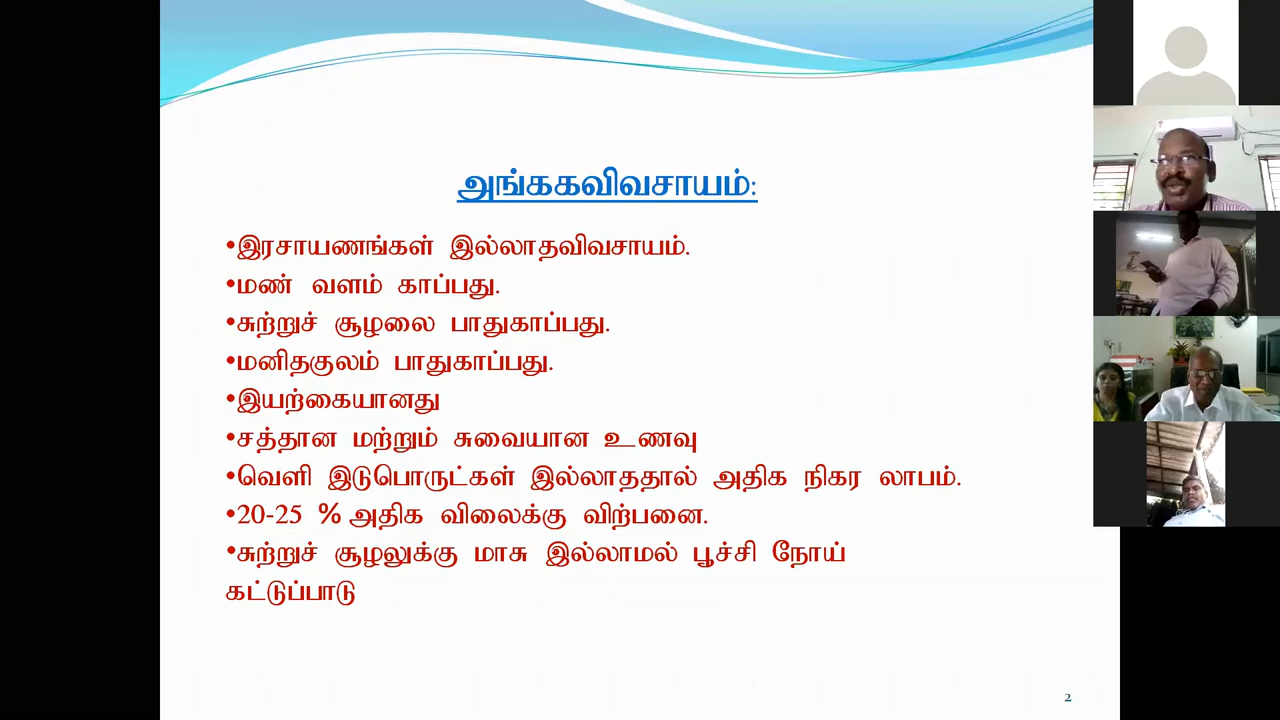 அங்ககவிவசாயம்:
•இரசாயணங்கள் இல்லாதவிவசாயம்.
•மண் வளம் காப்பது.
•சுற்றுச் சூழலை பாதுகாப்பது.
•மனிதகுலம் பாதுகாப்பது.
•இயற்கையானது
•சத்தான மற்றும் சுவையான உணவு
•வெளி இடுபொருட்கள் இல்லாததால் அதிக நிகர லாபம்.
•20-25 % அதிக விலைக்கு விற்பனை.
•சுற்றுச் சூழலுக்கு மாசு இல்லாமல் பூச்சி நோய்
கட்டுப்பாடு
2